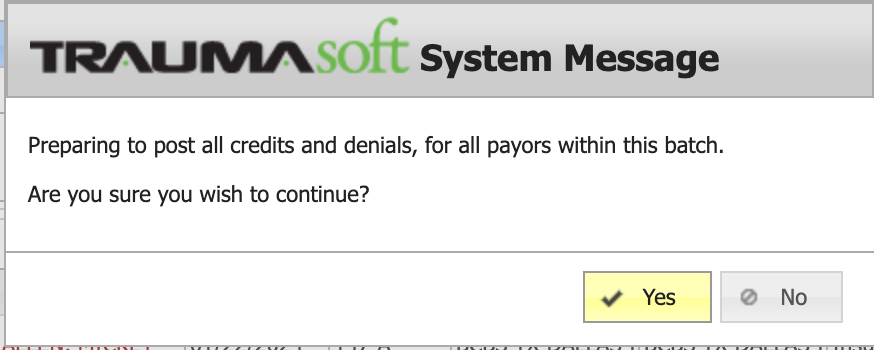 TRAUMAsoft System Message
Preparing to post all credits and denials, for all payors within this batch.
Are you sure you wish to continue?
Yes No